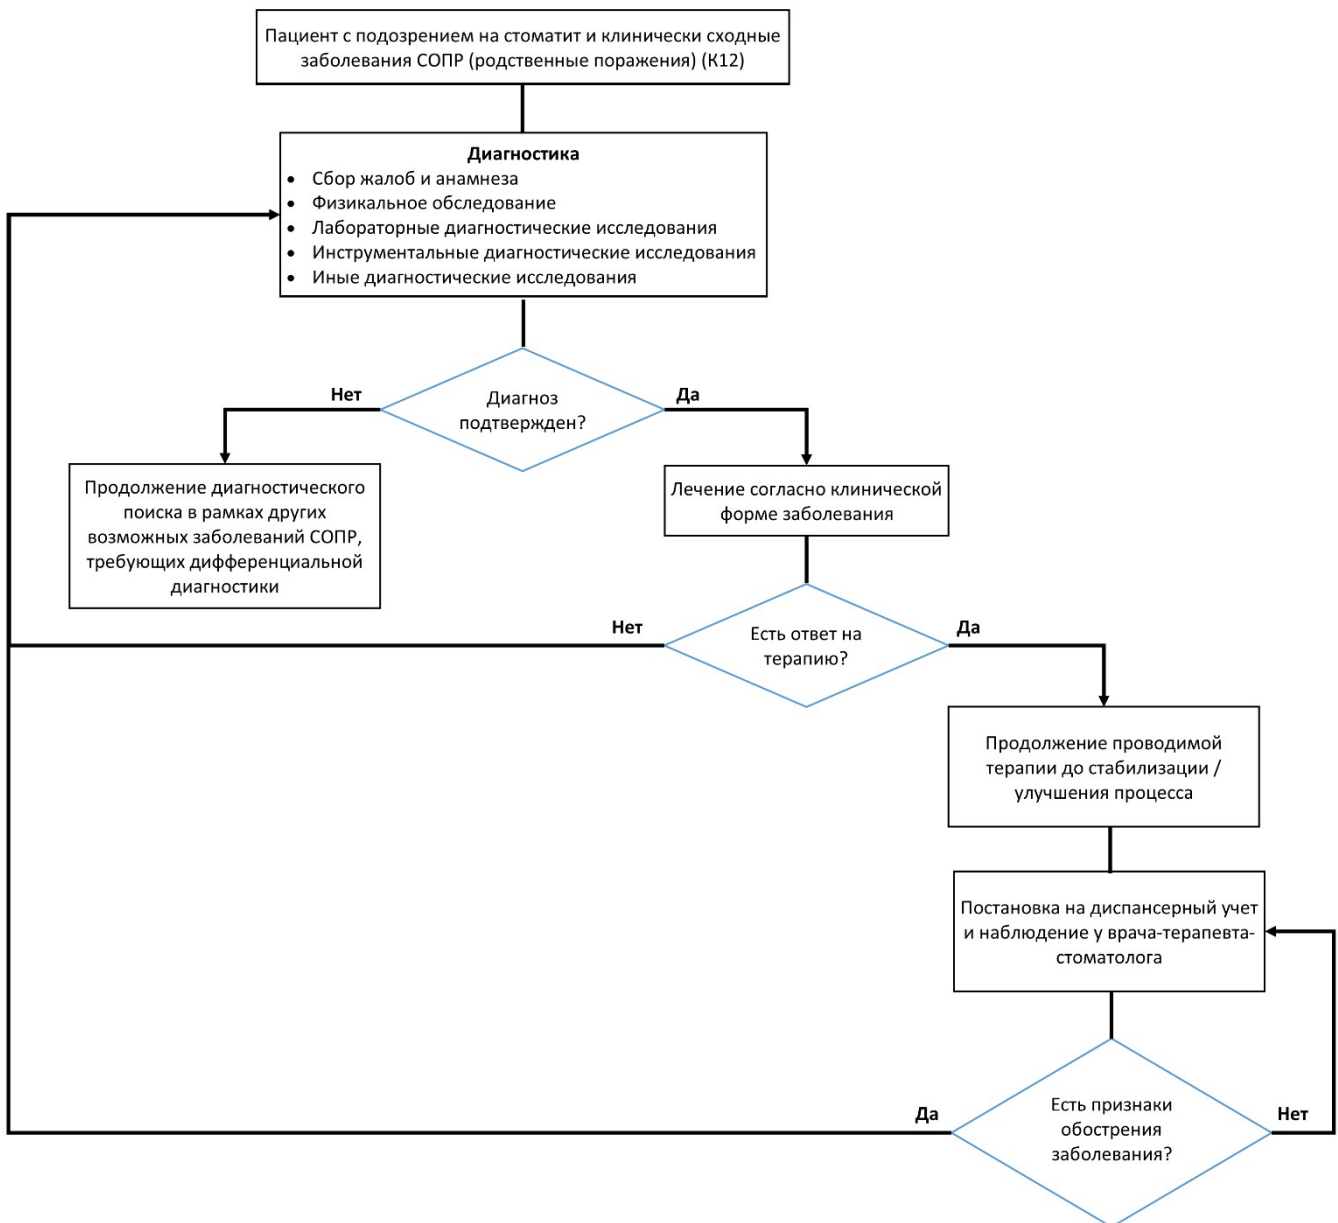 Пациент с подозрением на стоматит и клинически сходные
заболевания СОПР (родственные поражения) (K12)
Диагностика
• Сбор жалоб и анамнеза
• Физикальное обследование
• Лабораторные диагностические исследования
• Инструментальные диагностические исследования
• Иные диагностические исследования
Нет
Диагноз
подтвержден?
Да
Продолжение диагностического
поиска в рамках других
возможных заболеваний СОПР,
требующих дифференциальной
диагностики
Лечение согласно клинической
форме заболевания
Нет
Есть ответ на
терапию?
Да
Продолжение проводимой
терапии до стабилизации /
улучшения процесса
Постановка на диспансерный учет
и наблюдение у врача-терапевта-
стоматолога
Да
Есть признаки
обострения
заболевания?
Нет